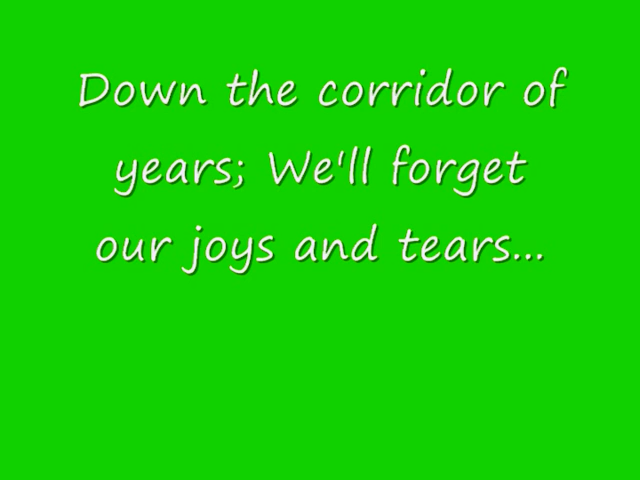 Down the corridor of
years; We'll forget
our joys and tears...